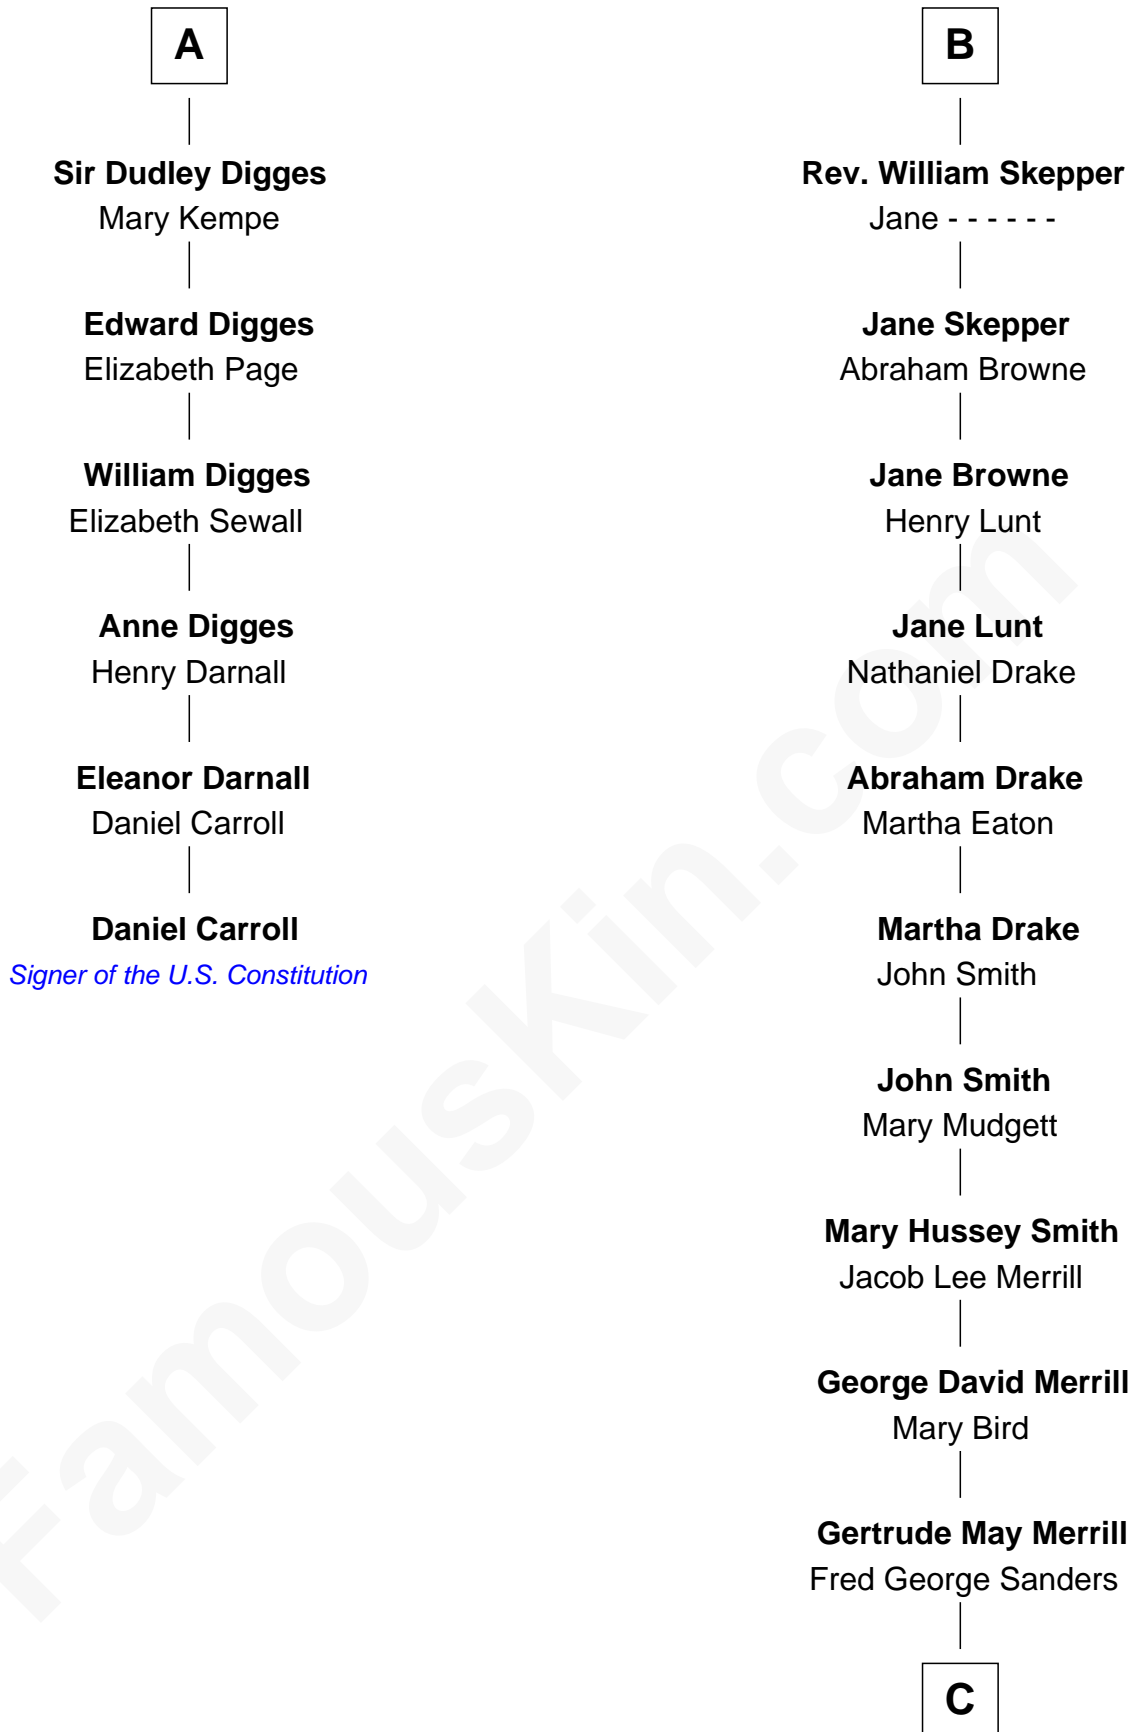 A
Sir Dudley Digges
Mary Kempe
Edward Digges
Elizabeth Page
William Digges
Elizabeth Sewall
Anne Digges
Henry Darnall
Eleanor Darnall
Daniel Carroll
Daniel Carroll
Signer of the U.S. Constitution
B
Rev. William Skepper
Jane - - - - - -
Jane Skepper
Abraham Browne
Jane Browne
Henry Lunt
Jane Lunt
Nathaniel Drake
Abraham Drake
Martha Eaton
Martha Drake
John Smith
John Smith
Mary Mudgett
Mary Hussey Smith
Jacob Lee Merrill
George David Merrill
Mary Bird
Gertrude May Merrill
Fred George Sanders
C
FamousKin.com